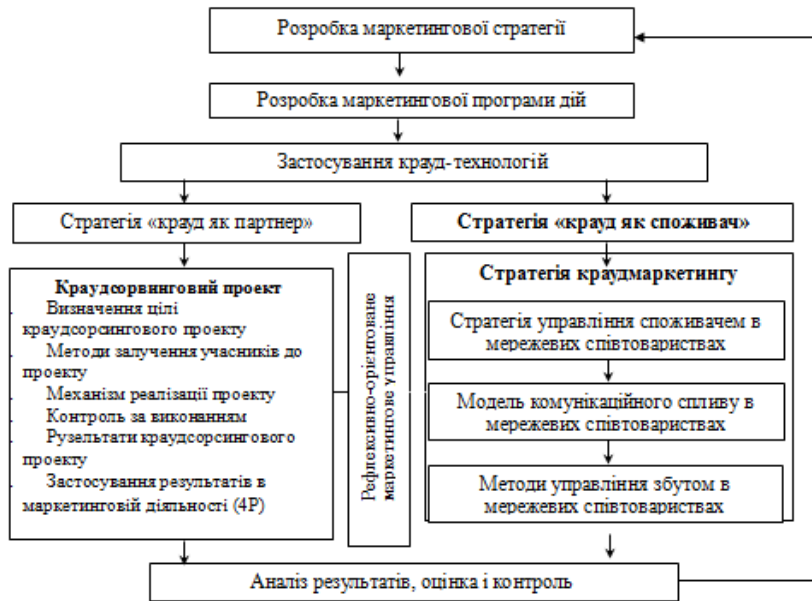 Розробка маркетингової стратегії
Розробка маркетингової програми дій
Застосування крауд-технологій
Стратегія «крауд як партнер»
Стратегія «крауд як споживач»
Краудсорвинговий проект
Визначення цілі
краудсорсингового проекту
Методи залучення учасників до
проекту
Механізм реалізації проекту
Контроль за виконанням
Рузельтати краудсорсингового
проекту
Застосування результатів в
маркетинговій діяльності (4P)
Рефлексивно-орієнтоване
маркетингове управління
Стратегія краудмаркетингу
Стратегія управління споживачем в
мережевих співтовариствах
Модель комунікаційного спливу в
мережевих співтовариствах
Методи управління збутом в
мережевих співтовариствах
Аналіз результатів, оцінка і контроль